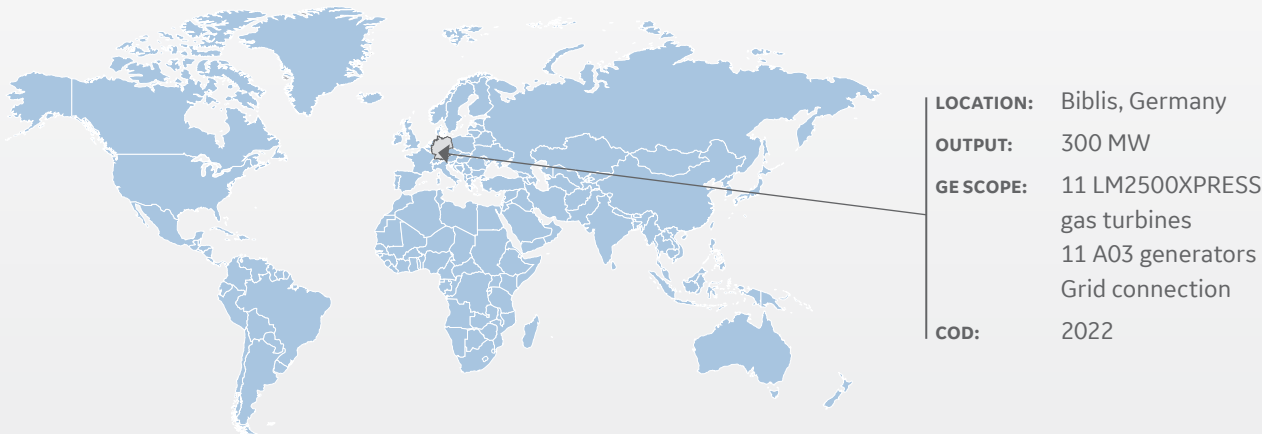 LOCATION: Biblis, Germany
OUTPUT: 300 MW
GE SCOPE: 11 LM2500XPRESS
gas turbines
11 A03 generators
Grid connection
COD: 2022